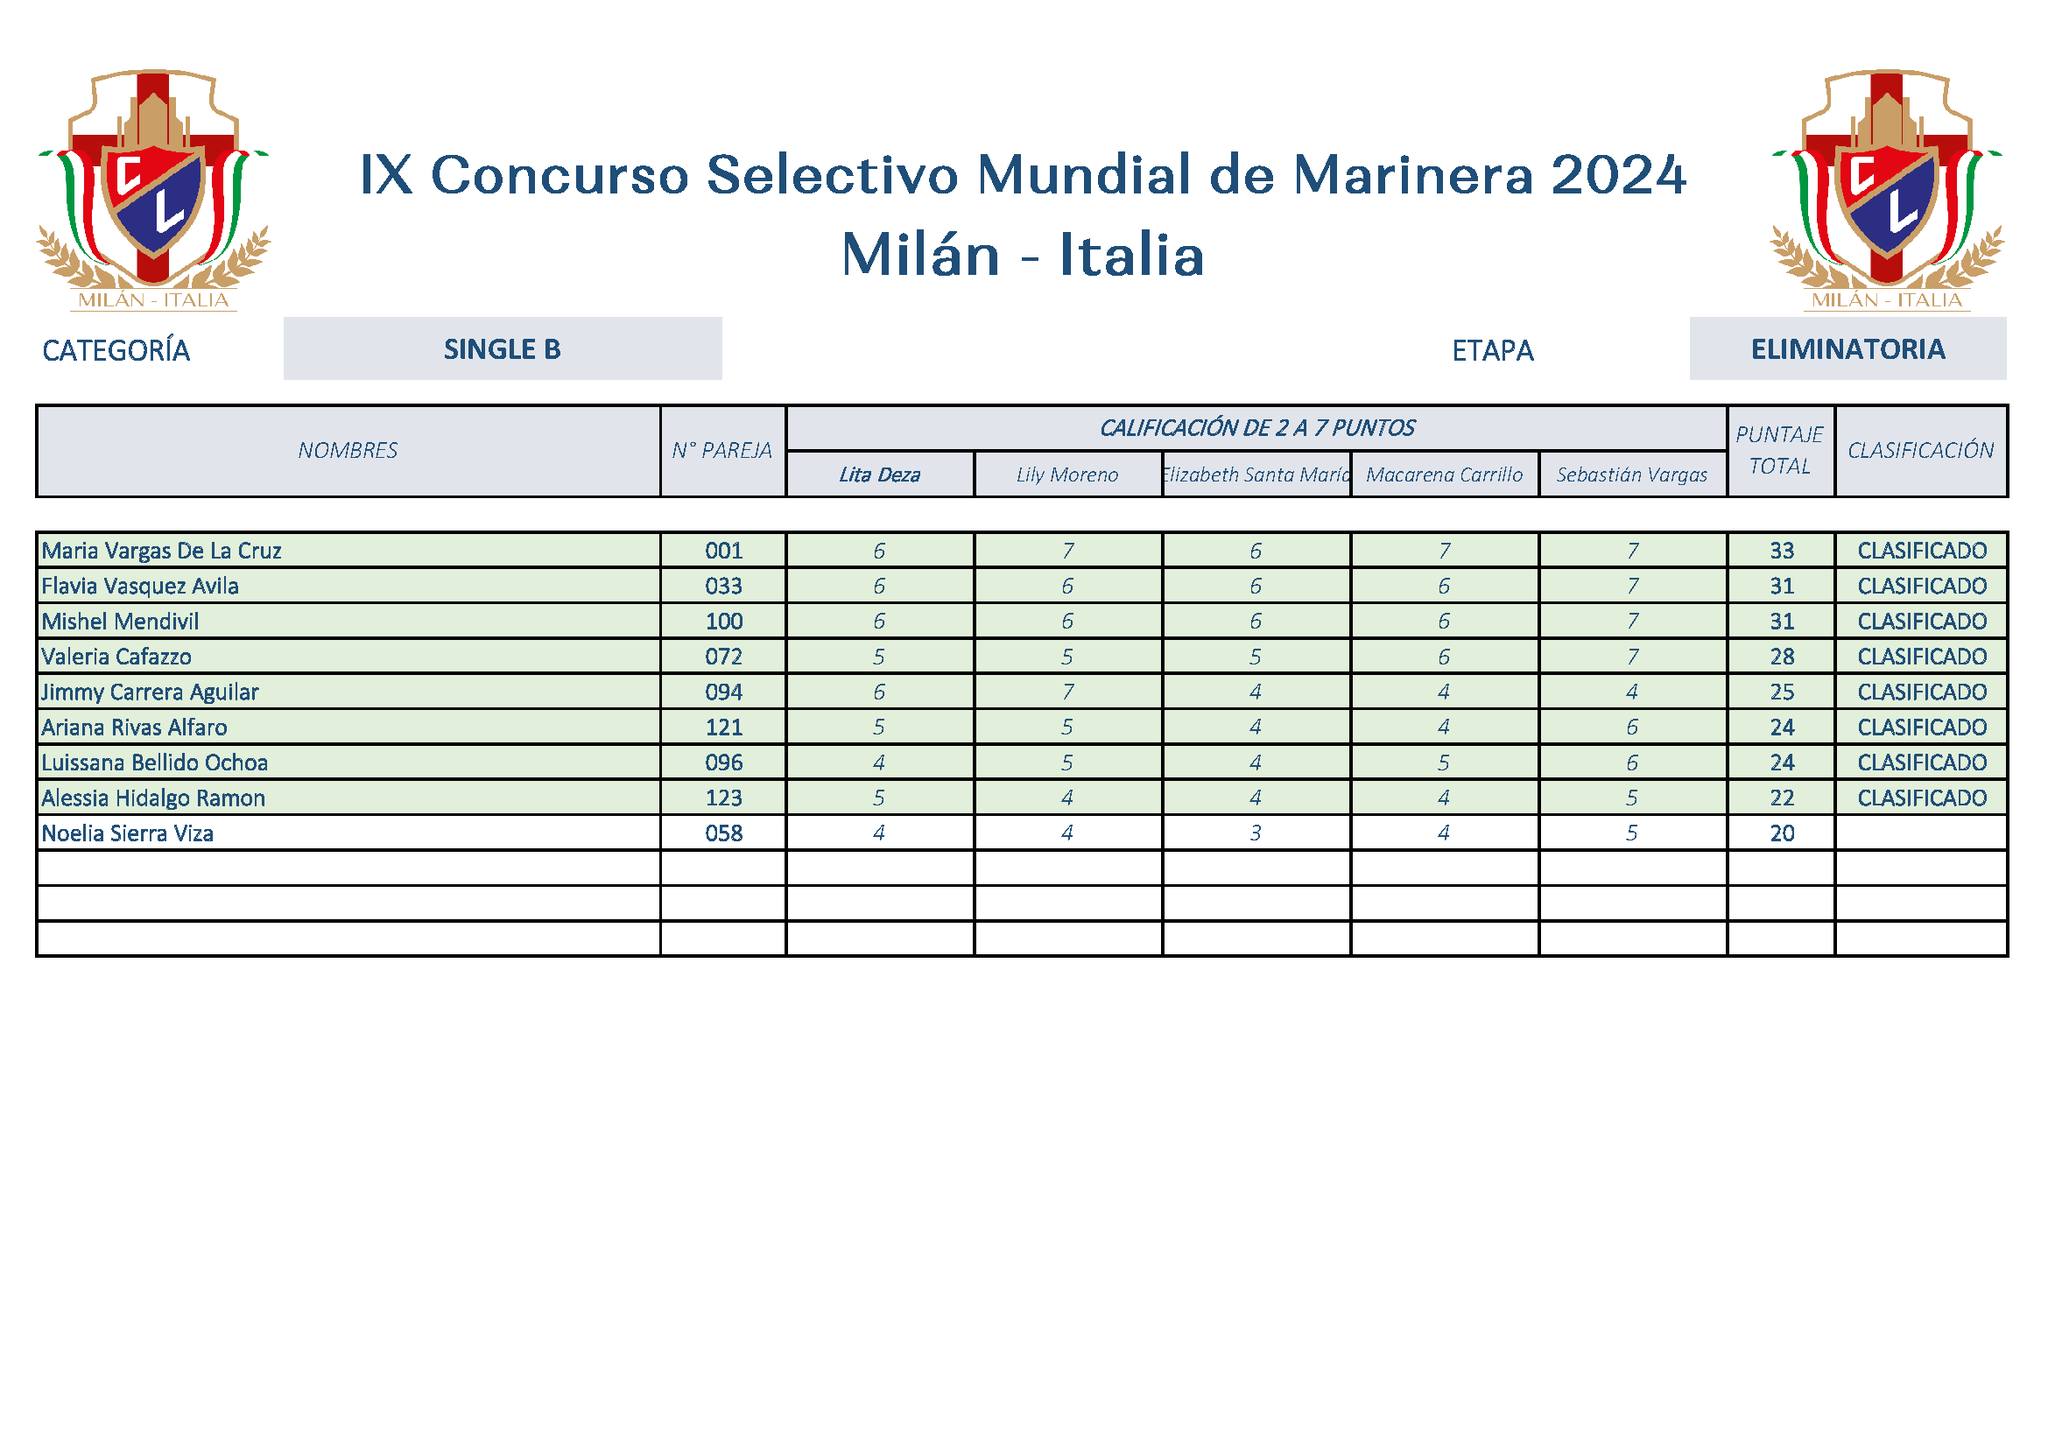 IX Concurso Selectivo Mundial de Marinera 2024
Milán - Italia
CL
MILÁN - ITALIA
CL
MILÁN - ITALIA
CATEGORÍA SINGLE B ETAPA ELIMINATORIA
NOMBRES N° PAREJA CALIFICACIÓN DE 2 A 7 PUNTOS PUNTAJE TOTAL CLASIFICACIÓN
Lita Deza Lily Moreno Elizabeth Santa María Macarena Carrillo Sebastián Vargas
Maria Vargas De La Cruz 001 6 7 6 7 7 33 CLASIFICADO
Flavia Vasquez Avila 033 6 6 6 6 7 31 CLASIFICADO
Mishel Mendivil 100 6 6 6 6 7 31 CLASIFICADO
Valeria Cafazzo 072 5 5 5 6 7 28 CLASIFICADO
Jimmy Carrera Aguilar 094 6 7 4 4 4 25 CLASIFICADO
Ariana Rivas Alfaro 121 5 5 4 4 6 24 CLASIFICADO
Luissana Bellido Ochoa 096 4 5 4 5 6 24 CLASIFICADO
Alessia Hidalgo Ramon 123 5 4 4 4 5 22 CLASIFICADO
Noelia Sierra Viza 058 4 4 3 4 5 20